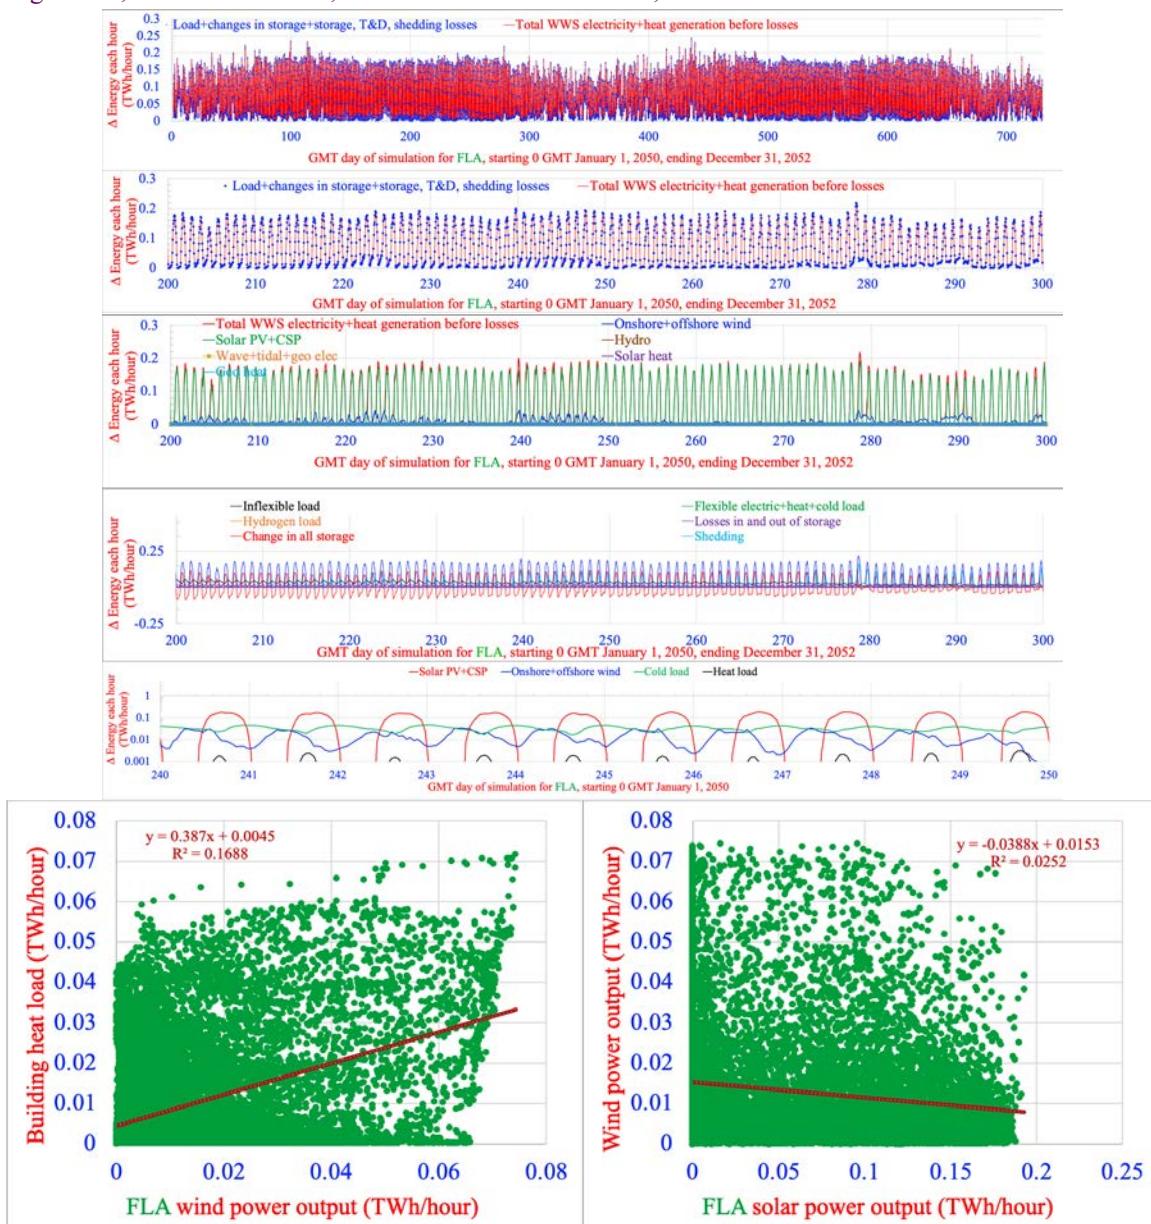 0.3
Load+changes in storage+storage, T&D, shedding losses —Total WWS electricity+heat generation before losses
0.25
0.2
0.15
0.1
0.05
0
Δ Energy each hour
(TWh/hour)
0 100 200 300 400 500 600 700
GMT day of simulation for FLA, starting 0 GMT January 1, 2050, ending December 31, 2052
0.3
• Load+changes in storage+storage, T&D, shedding losses —Total WWS electricity+heat generation before losses
0.2
0.1
0
Δ Energy each hour
(TWh/hour)
200 210 220 230 240 250 260 270 280 290 300
GMT day of simulation for FLA, starting 0 GMT January 1, 2050, ending December 31, 2052
0.3
—Total WWS electricity+heat generation before losses —Onshore+offshore wind
—Solar PV+CSP —Hydro
Wave+tidal+geo elec —Solar heat
Geo heat
0.2
0.1
0
Δ Energy each hour
(TWh/hour)
200 210 220 230 240 250 260 270 280 290 300
GMT day of simulation for FLA, starting 0 GMT January 1, 2050, ending December 31, 2052
—Inflexible load —Flexible electric+heat+cold load
—Hydrogen load —Losses in and out of storage
—Change in all storage —Shedding
0.25
-0.25
Δ Energy each hour
(TWh/hour)
200 210 220 230 240 250 260 270 280 290 300
GMT day of simulation for FLA, starting 0 GMT January 1, 2050, ending December 31, 2052
—Solar PV+CSP —Onshore+offshore wind —Cold load —Heat load
1
0.1
0.01
0.001
Δ Energy each hour
(TWh/hour)
240 241 242 243 244 245 246 247 248 249 250
GMT day of simulation for FLA, starting 0 GMT January 1, 2050
0.08
0.07
0.06
0.05
0.04
0.03
0.02
0.01
0
y = 0.387x + 0.0045
R² = 0.1688
Building heat load (TWh/hour)
0 0.02 0.04 0.06 0.08
FLA wind power output (TWh/hour)
0.08
0.07
0.06
0.05
0.04
0.03
0.02
0.01
0
y = -0.0388x + 0.0153
R² = 0.0252
Wind power output (TWh/hour)
0 0.05 0.1 0.15 0.2 0.25
FLA solar power output (TWh/hour)